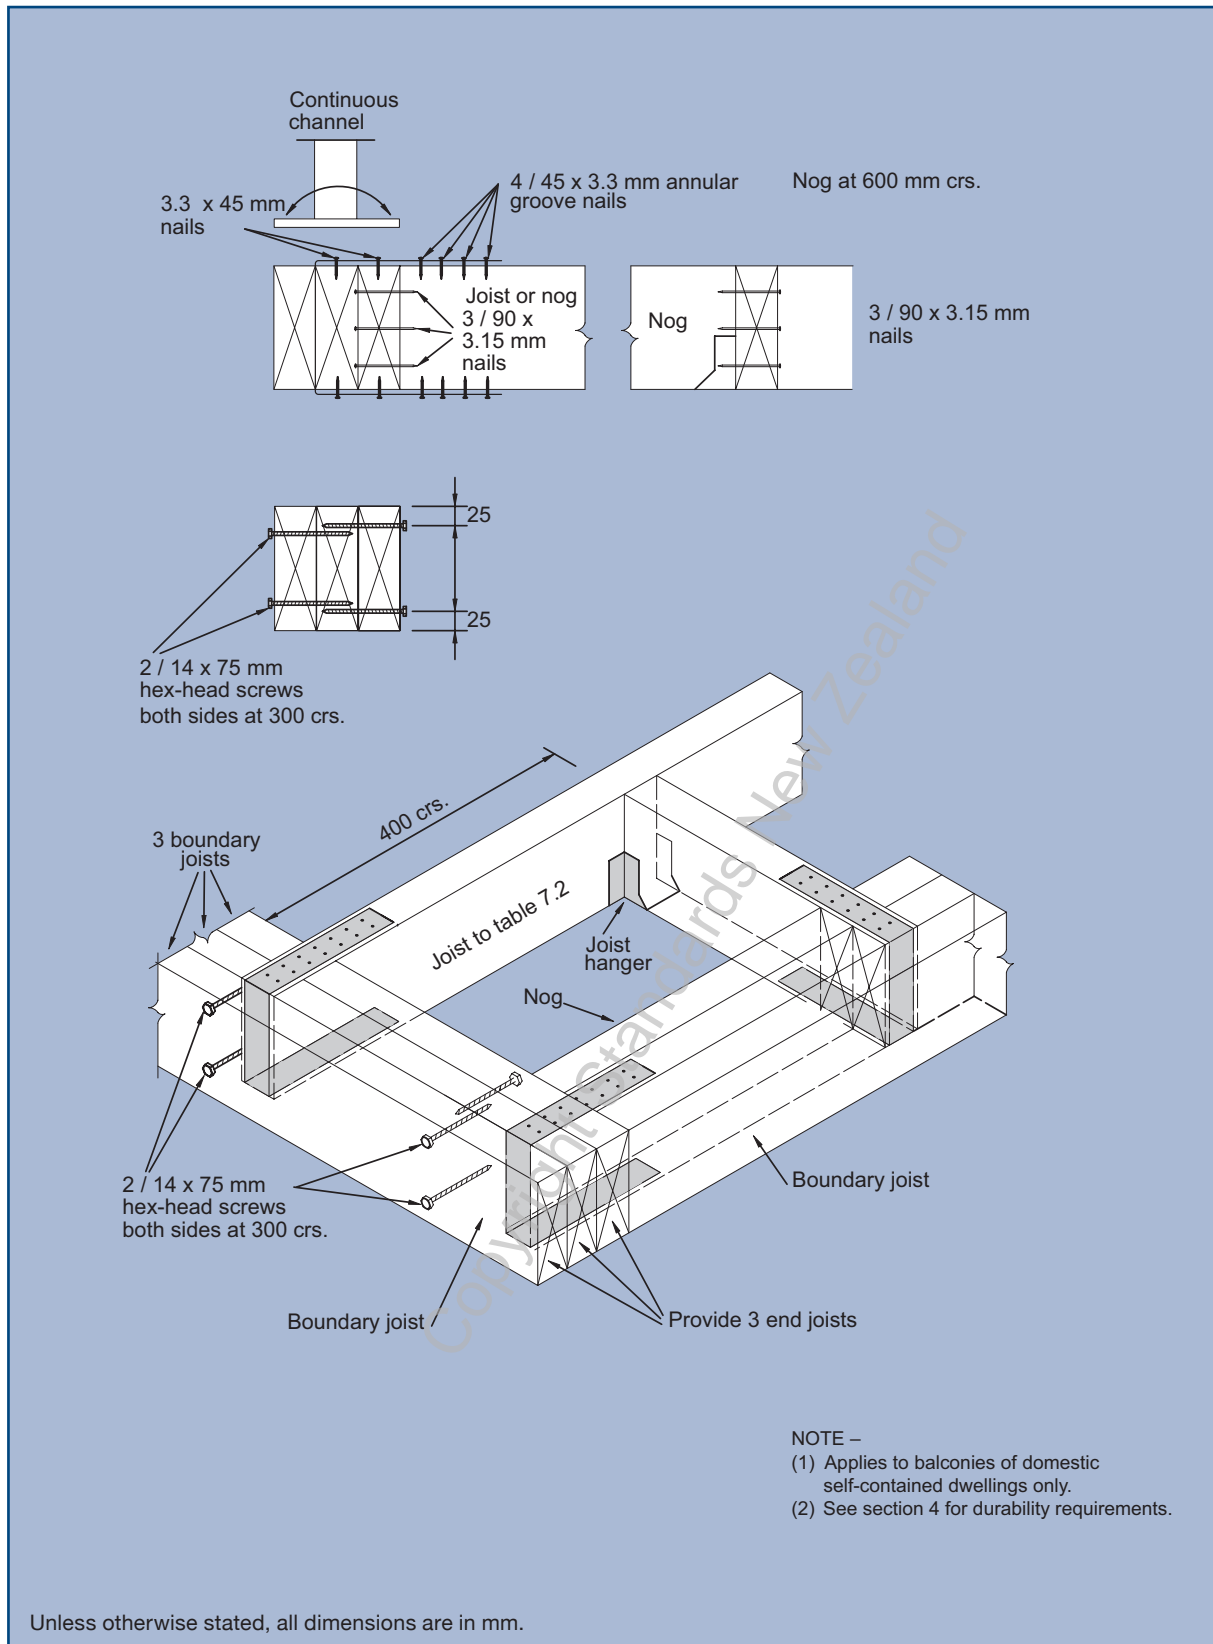 Continuous
channel
3.3 x 45 mm
nails
4 / 45 x 3.3 mm annular
groove nails
Nog at 600 mm crs.
Joist or nog
3 / 90 x
3.15 mm
nails
Nog
3 / 90 x 3.15 mm
nails
25
25
2 / 14 x 75 mm
hex-head screws
both sides at 300 crs.
400 crs.
3 boundary
joists
Joist to table 7.2
Joist
hanger
Nog
2 / 14 x 75 mm
hex-head screws
both sides at 300 crs.
Boundary joist
Boundary joist
Provide 3 end joists
Copyright Standards New Zealand
NOTE –
(1) Applies to balconies of domestic
self-contained dwellings only.
(2) See section 4 for durability requirements.
Unless otherwise stated, all dimensions are in mm.